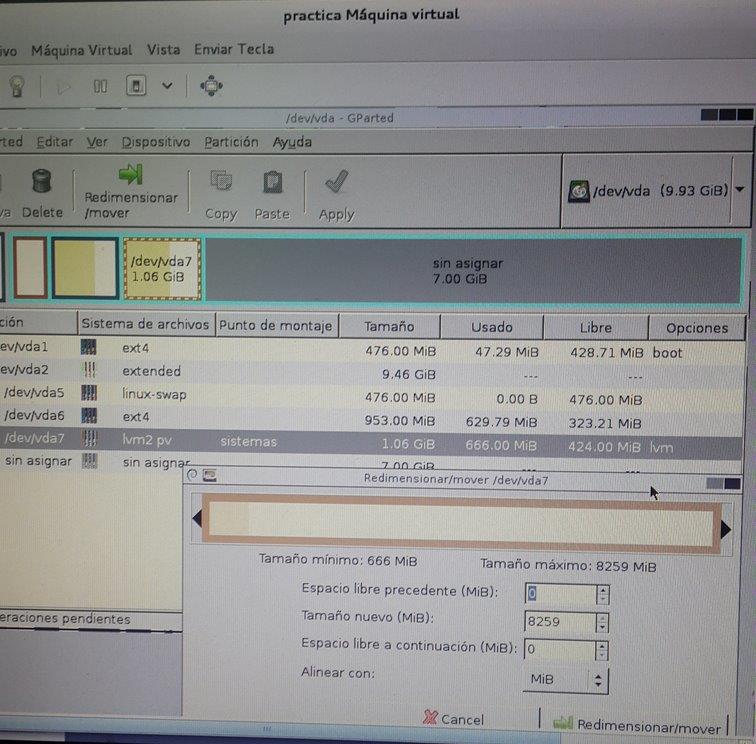 practica Máquina virtual
ivo Máquina Virtual Vista Enviar Tecla
/dev/vda - GParted
rted Editar Ver Dispositivo Partición Ayuda
va Delete Redimensionar /mover Copy Paste Apply /dev/vda (9.93 GiB)
/dev/vda7
1.06 GiB
sin asignar
7.00 GiB
ción Sistema de archivos Punto de montaje Tamaño Usado Libre Opciones
ev/vda1 ext4 476.00 MiB 47.29 MiB 428.71 MiB boot
ev/vda2 extended 9.46 GiB --- ---
/dev/vda5 linux-swap 476.00 MiB 0.00 B 476.00 MiB
/dev/vda6 ext4 953.00 MiB 629.79 MiB 323.21 MiB
/dev/vda7 lvm2 pv sistemas 1.06 GiB 666.00 MiB 424.00 MiB lvm
sin asignar sin asignar 7.00 GiB --- ---
Redimensionar/mover /dev/vda7
Tamaño mínimo: 666 MiB Tamaño máximo: 8259 MiB
Espacio libre precedente (MiB): 0
Tamaño nuevo (MiB): 8259
Espacio libre a continuación (MiB): 0
Alinear con: MiB
eraciones pendientes
Cancel Redimensionar/mover